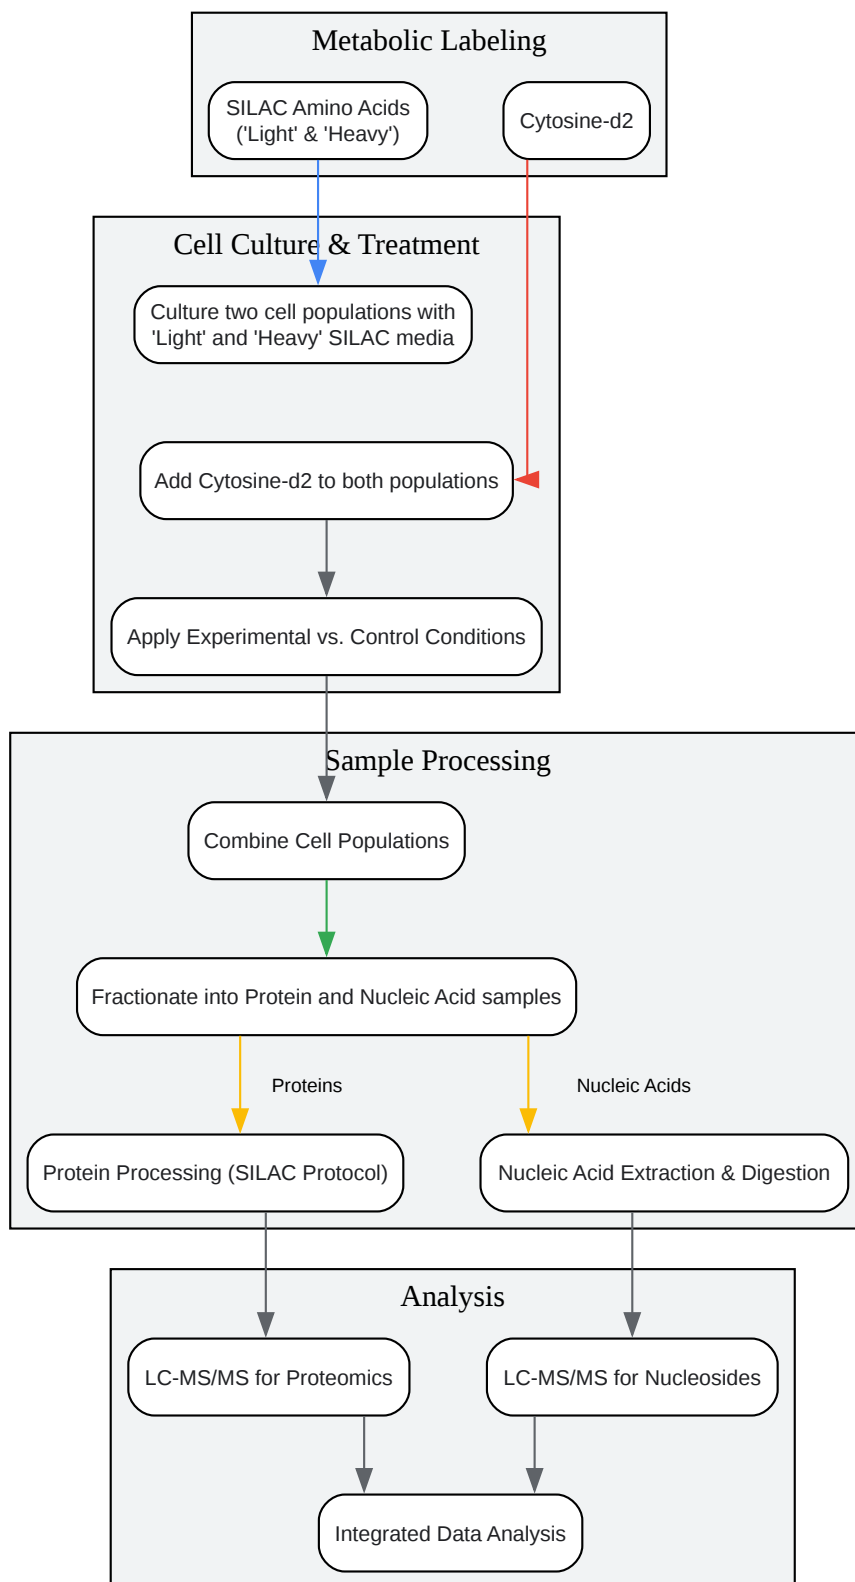 Metabolic Labeling
SILAC Amino Acids
('Light' & 'Heavy')
Cytosine-d2
Cell Culture & Treatment
Culture two cell populations with
'Light' and 'Heavy' SILAC media
Add Cytosine-d2 to both populations
Apply Experimental vs. Control Conditions
Sample Processing
Combine Cell Populations
Fractionate into Protein and Nucleic Acid samples
Proteins
Nucleic Acids
Protein Processing (SILAC Protocol)
Nucleic Acid Extraction & Digestion
Analysis
LC-MS/MS for Proteomics
LC-MS/MS for Nucleosides
Integrated Data Analysis